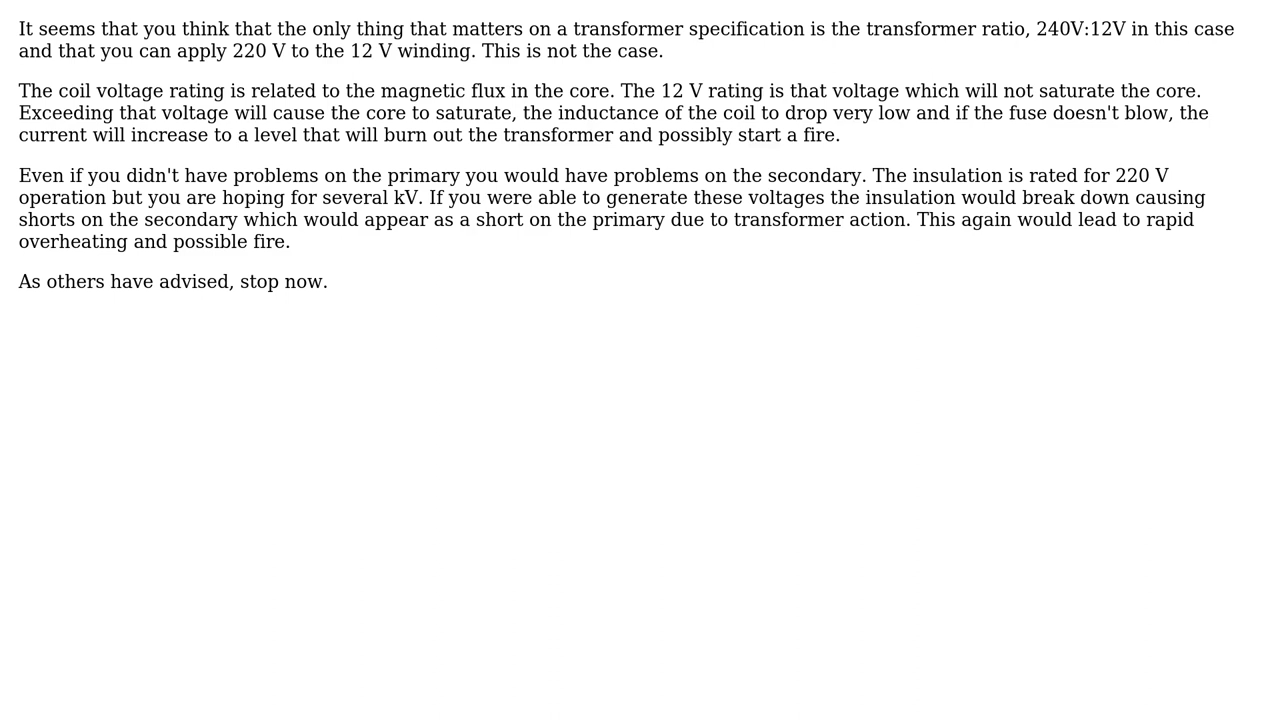 It seems that you think that the only thing that matters on a transformer specification is the transformer ratio, 240V:12V in this case
and that you can apply 220 V to the 12 V winding. This is not the case.
The coil voltage rating is related to the magnetic flux in the core. The 12 V rating is that voltage which will not saturate the core.
Exceeding that voltage will cause the core to saturate, the inductance of the coil to drop very low and if the fuse doesn't blow, the
current will increase to a level that will burn out the transformer and possibly start a fire.
Even if you didn't have problems on the primary you would have problems on the secondary. The insulation is rated for 220 V
operation but you are hoping for several kV. If you were able to generate these voltages the insulation would break down causing
shorts on the secondary which would appear as a short on the primary due to transformer action. This again would lead to rapid
overheating and possible fire.
As others have advised, stop now.